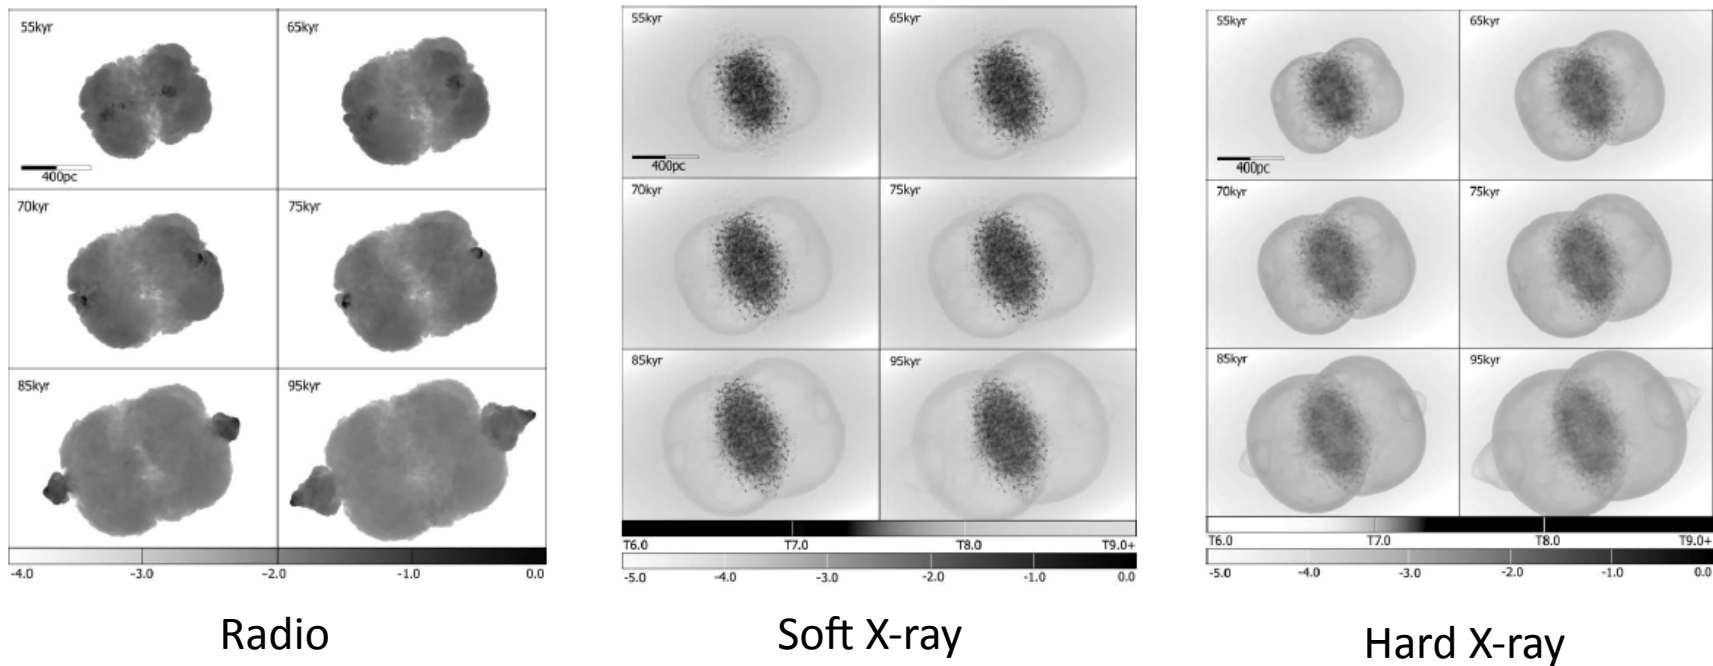 55kyr 65kyr
400pc
70kyr 75kyr
85kyr 95kyr
-4.0 -3.0 -2.0 -1.0 0.0
Radio
55kyr 65kyr
400pc
70kyr 75kyr
85kyr 95kyr
T6.0 T7.0 T8.0 T9.0+
-5.0 -4.0 -3.0 -2.0 -1.0 0.0
Soft X-ray
55kyr 65kyr
400pc
70kyr 75kyr
85kyr 95kyr
T6.0 T7.0 T8.0 T9.0+
-5.0 -4.0 -3.0 -2.0 -1.0 0.0
Hard X-ray